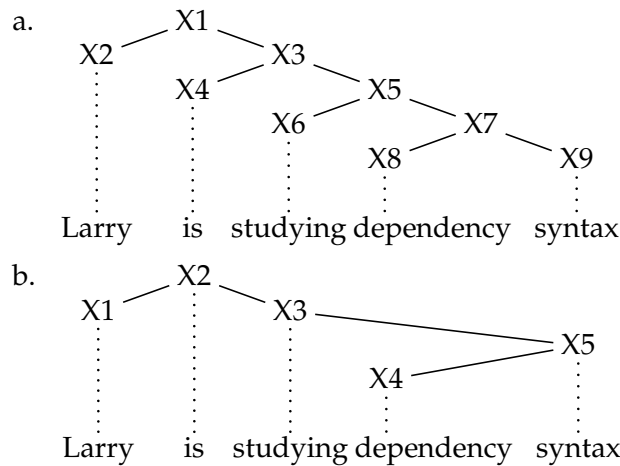 a.
X1
X2 X3
X4 X5
X6 X7
X8 X9
Larry is studying dependency syntax
b.
X2
X1 X3
X5
X4
Larry is studying dependency syntax